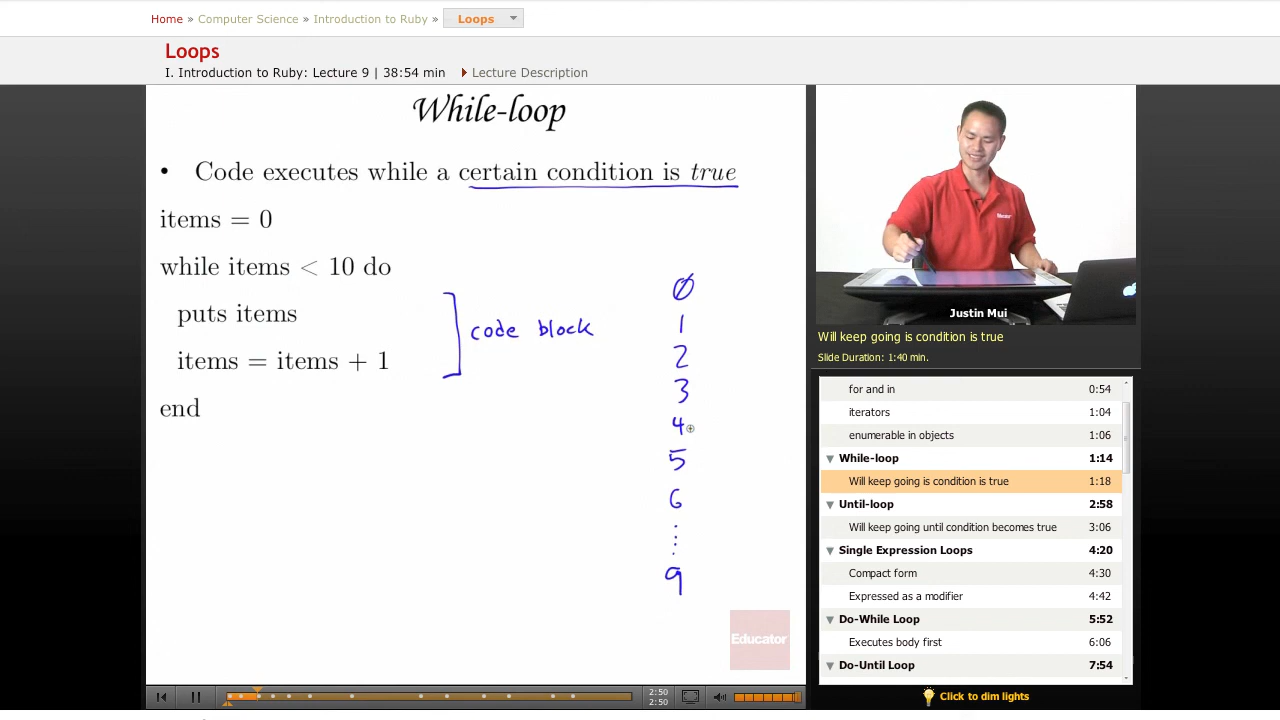 Home » Computer Science » Introduction to Ruby » Loops
Loops
I. Introduction to Ruby: Lecture 9 | 38:54 min Lecture Description
While-loop
• Code executes while a certain condition is true
items = 0
while items < 10 do
puts items
items = items + 1
end
code block
0
1
2
3
4
5
6
⋮
9
Educator
Justin Mui
Will keep going is condition is true
Slide Duration: 1:40 min.
for and in 0:54
iterators 1:04
enumerable in objects 1:06
While-loop 1:14
Will keep going is condition is true 1:18
Until-loop 2:58
Will keep going until condition becomes true 3:06
Single Expression Loops 4:20
Compact form 4:30
Expressed as a modifier 4:42
Do-While Loop 5:52
Executes body first 6:06
Do-Until Loop 7:54
2:50
2:50
Click to dim lights